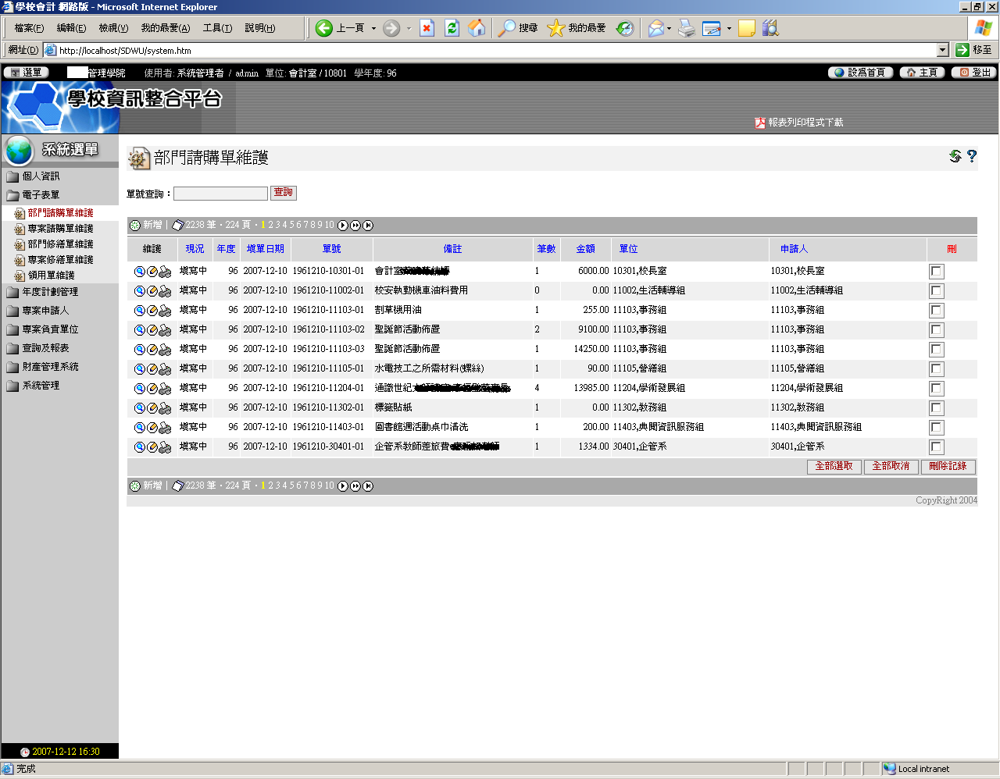 學校會計 網路版 - Microsoft Internet Explorer
檔案(F) 編輯(E) 檢視(V) 我的最愛(A) 工具(T) 說明(H) 上一頁 搜尋 我的最愛
網址(D) http://localhost/SDWU/system.htm 移至
選單 管理學院 使用者: 系統管理者 / admin 單位: 會計室 / 10801 學年度: 96 設為首頁 主頁 登出
學校資訊整合平台
報表列印程式下載
系統選單
個人資訊
電子表單
部門請購單維護
專案請購單維護
部門修繕單維護
專案修繕單維護
領用單維護
年度計劃管理
專案申請人
專案負責單位
查詢及報表
財產管理系統
系統管理
2007-12-12 16:30
部門請購單維護
單號查詢： 查詢
新增 | 2238 筆・224 頁・1 2 3 4 5 6 7 8 9 10
維護 現況 年度 填單日期 單號 備註 筆數 金額 單位 申請人 刪
填寫中 96 2007-12-10 1961210-10301-01 會計室 1 6000.00 10301,校長室 10301,校長室
填寫中 96 2007-12-10 1961210-11002-01 校安執勤機車油料費用 0 0.00 11002,生活輔導組 11002,生活輔導組
填寫中 96 2007-12-10 1961210-11103-01 割草機用油 1 255.00 11103,事務組 11103,事務組
填寫中 96 2007-12-10 1961210-11103-02 聖誕節活動佈置 2 9100.00 11103,事務組 11103,事務組
填寫中 96 2007-12-10 1961210-11103-03 聖誕節活動佈置 1 14250.00 11103,事務組 11103,事務組
填寫中 96 2007-12-10 1961210-11105-01 水電技工之所需材料(螺絲) 1 90.00 11105,營繕組 11105,營繕組
填寫中 96 2007-12-10 1961210-11204-01 通識世紀 4 13985.00 11204,學術發展組 11204,學術發展組
填寫中 96 2007-12-10 1961210-11302-01 標籤貼紙 1 0.00 11302,教務組 11302,教務組
填寫中 96 2007-12-10 1961210-11403-01 圖書館週活動桌巾清洗 1 200.00 11403,典閱資訊服務組 11403,典閱資訊服務組
填寫中 96 2007-12-10 1961210-30401-01 企管系教師差旅費 1 1334.00 30401,企管系 30401,企管系
全部選取 全部取消 刪除記錄
新增 | 2238 筆・224 頁・1 2 3 4 5 6 7 8 9 10
CopyRight 2004
完成 Local intranet